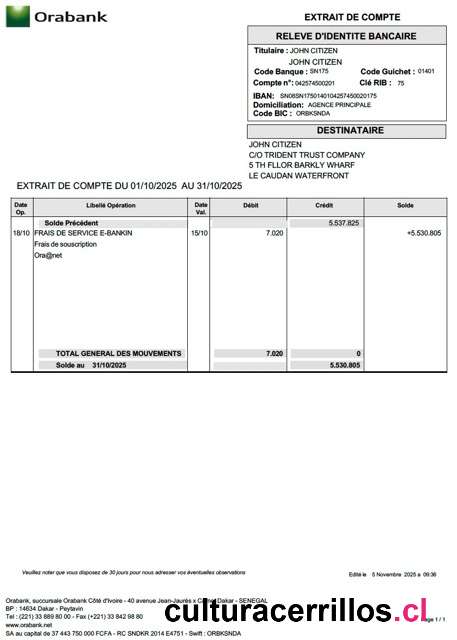 Orabank
EXTRAIT DE COMPTE
RELEVE D'IDENTITE BANCAIRE
Titulaire : JOHN CITIZEN
JOHN CITIZEN
Code Banque : SN175 Code Guichet : 01401
Compte n°: 042574500201 Clé RIB : 75
IBAN: SN08SN1750140104257450020175
Domiciliation: AGENCE PRINCIPALE
Code BIC : ORBKSNDA
DESTINATAIRE
JOHN CITIZEN
C/O TRIDENT TRUST COMPANY
5 TH FLLOR BARKLY WHARF
LE CAUDAN WATERFRONT
EXTRAIT DE COMPTE DU 01/10/2025 AU 31/10/2025
Date Op. Libellé Opération Date Val. Débit Crédit Solde
Solde Précédent 5.537.825
18/10 FRAIS DE SERVICE E-BANKIN 15/10 7.020 +5.530.805
Frais de souscription
Ora@net
TOTAL GENERAL DES MOUVEMENTS 7.020 0
Solde au 31/10/2025 5.530.805
Veuillez noter que vous disposez de 30 jours pour nous adresser vos éventuelles observations
Edité le 5 Novembre 2025 a 09:36
Orabank, succursale Orabank Côté d'Ivoire - 40 avenue Jean-Jaurès x Dakar - SENEGAL
BP : 14634 Dakar - Peytavin
Tel : (221) 33 889 80 00 - Fax (+221) 33 842 98 80
www.orabank.net
SA au capital de 37 443 750 000 FCFA - RC SNDKR 2014 E4751 - Swift : ORBKSNDA
1 / 1
culturacerrillos.cl